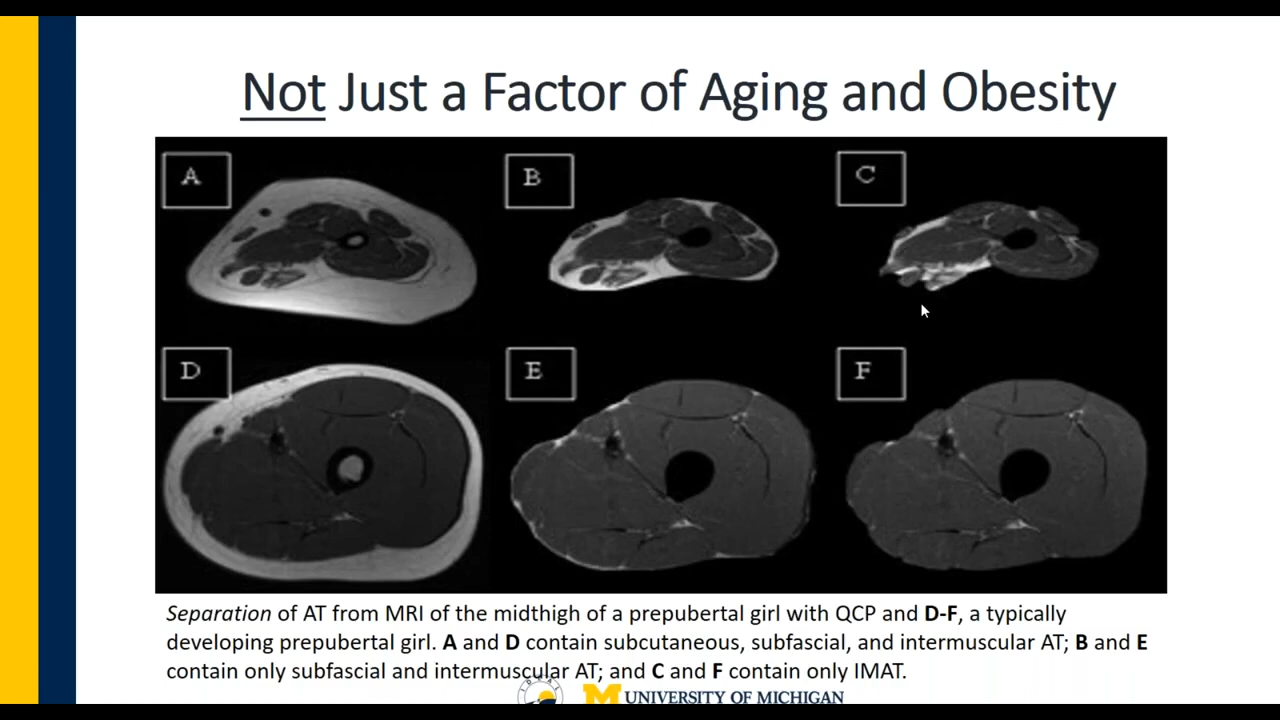 Not Just a Factor of Aging and Obesity
A
B
C
D
E
F
Separation of AT from MRI of the midthigh of a prepubertal girl with QCP and D-F, a typically
developing prepubertal girl. A and D contain subcutaneous, subfascial, and intermuscular AT; B and E
contain only subfascial and intermuscular AT; and C and F contain only IMAT.
M UNIVERSITY OF MICHIGAN